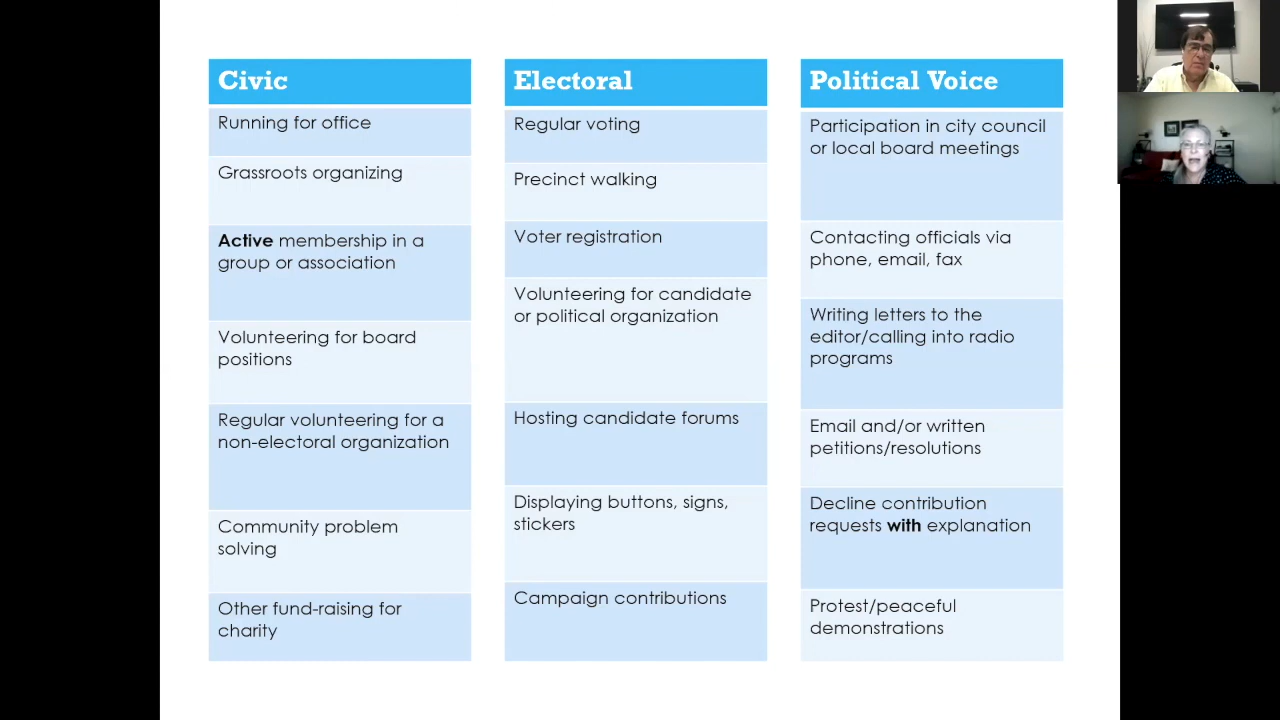 Civic
Running for office
Grassroots organizing
Active membership in a
group or association
Volunteering for board
positions
Regular volunteering for a
non-electoral organization
Community problem
solving
Other fund-raising for
charity
Electoral
Regular voting
Precinct walking
Voter registration
Volunteering for candidate
or political organization
Hosting candidate forums
Displaying buttons, signs,
stickers
Campaign contributions
Political Voice
Participation in city council
or local board meetings
Contacting officials via
phone, email, fax
Writing letters to the
editor/calling into radio
programs
Email and/or written
petitions/resolutions
Decline contribution
requests with explanation
Protest/peaceful
demonstrations